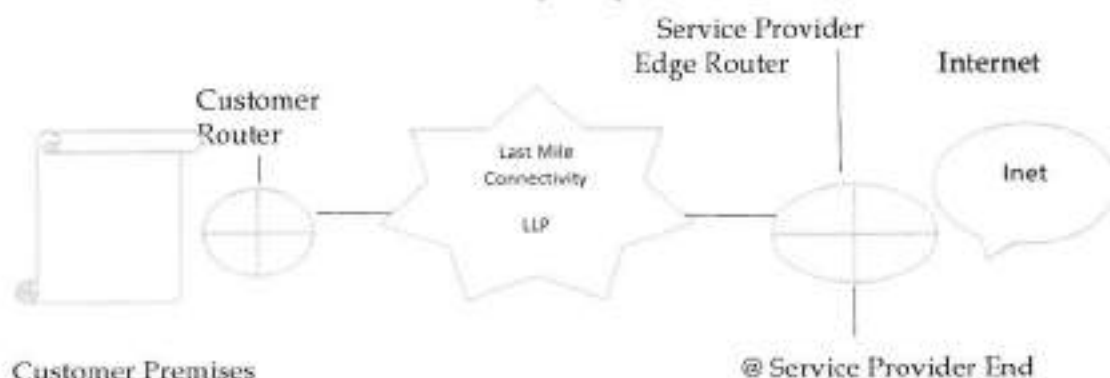 Service Provider
Edge Router
Internet
Customer
Router
Last Mile
Connectivity
LLP
Inet
Customer Premises
@ Service Provider End